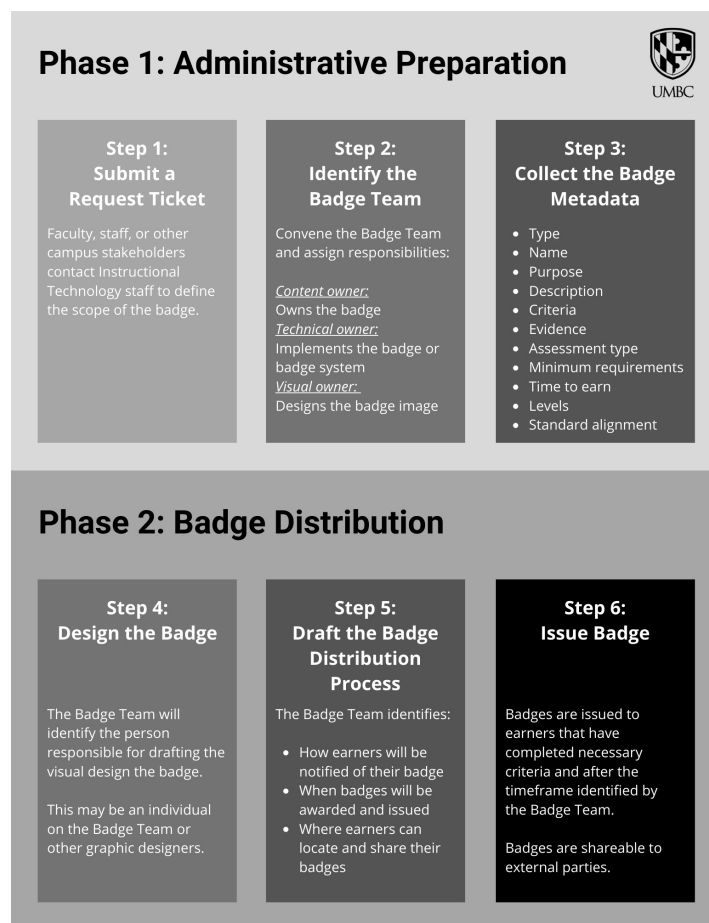 Phase 1: Administrative Preparation
UMBC
Step 1:
Submit a
Request Ticket
Faculty, staff, or other
campus stakeholders
contact Instructional
Technology staff to define
the scope of the badge.
Step 2:
Identify the
Badge Team
Convene the Badge Team
and assign responsibilities:
Content owner:
Owns the badge
Technical owner:
Implements the badge or
badge system
Visual owner:
Designs the badge image
Step 3:
Collect the Badge
Metadata
• Type
• Name
• Purpose
• Description
• Criteria
• Evidence
• Assessment type
• Minimum requirements
• Time to earn
• Levels
• Standard alignment
Phase 2: Badge Distribution
Step 4:
Design the Badge
The Badge Team will
identify the person
responsible for drafting the
visual design the badge.
This may be an individual
on the Badge Team or
other graphic designers.
Step 5:
Draft the Badge
Distribution
Process
The Badge Team identifies:
• How earners will be
notified of their badge
• When badges will be
awarded and issued
• Where earners can
locate and share their
badges
Step 6:
Issue Badge
Badges are issued to
earners that have
completed necessary
criteria and after the
timeframe identified by
the Badge Team.
Badges are shareable to
external parties.